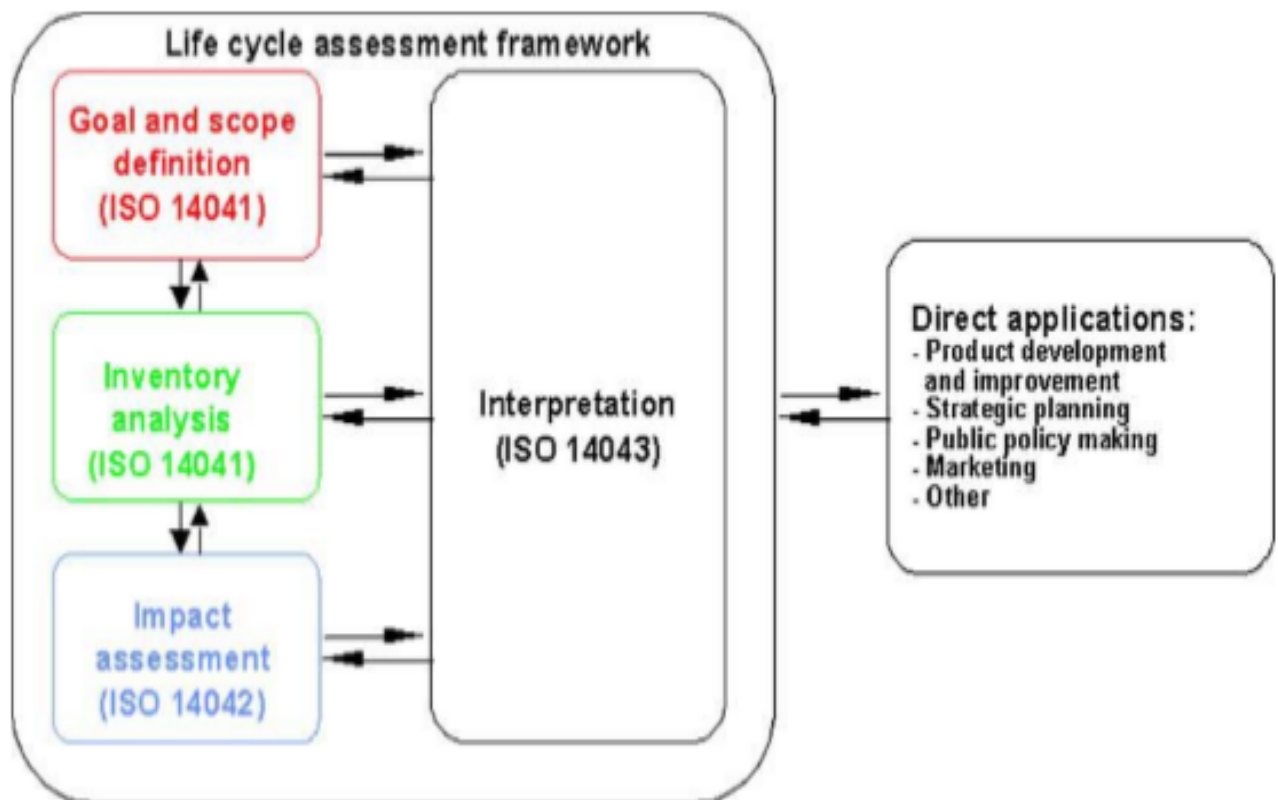 Life cycle assessment framework
Goal and scope
definition
(ISO 14041)
Inventory
analysis
(ISO 14041)
Impact
assessment
(ISO 14042)
Interpretation
(ISO 14043)
Direct applications:
- Product development
and improvement
- Strategic planning
- Public policy making
- Marketing
- Other